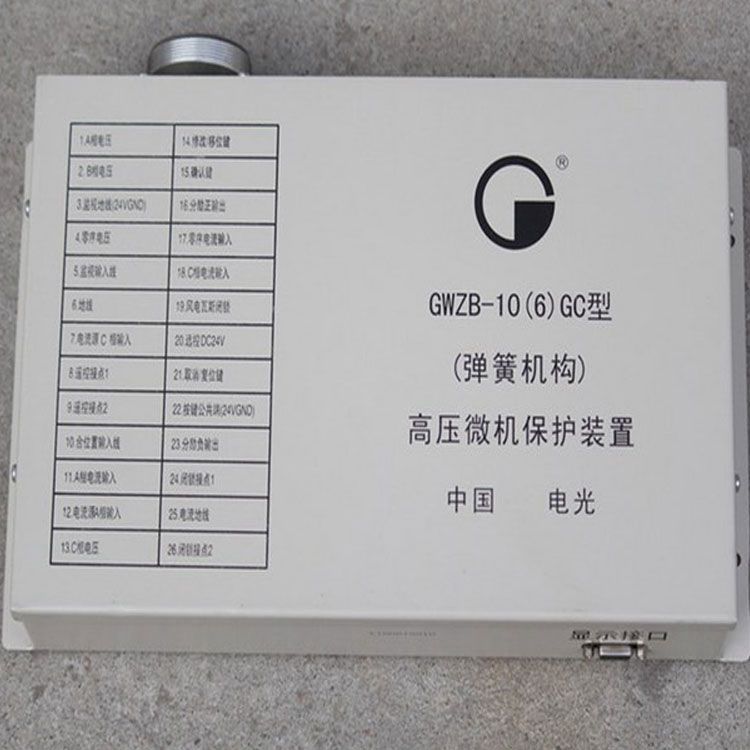 1.A相电压 14.修改/移位键
2. B相电压 15.确认键
3.监视地线(24VGND) 16.分励正输出
4.零序电压 17.零序电流输入
5.监视输入线 18.C相电流输入
6.地线 19.风电瓦斯闭锁
7.电流源 C 相输入 20.远控DC24V
8.遥控接点1 21.取消/复位键
9.遥控接点2 22 按键公共端(24VGND)
10.合位置输入线 23.分励负输出
11.A相电流输入 24.闭锁接点1
12.电流源A相输入 25.电流地线
13.C相电压 26.闭锁接点2
®
GWZB-10(6)GC型
(弹簧机构)
高压微机保护装置
中国 电光
显示接口